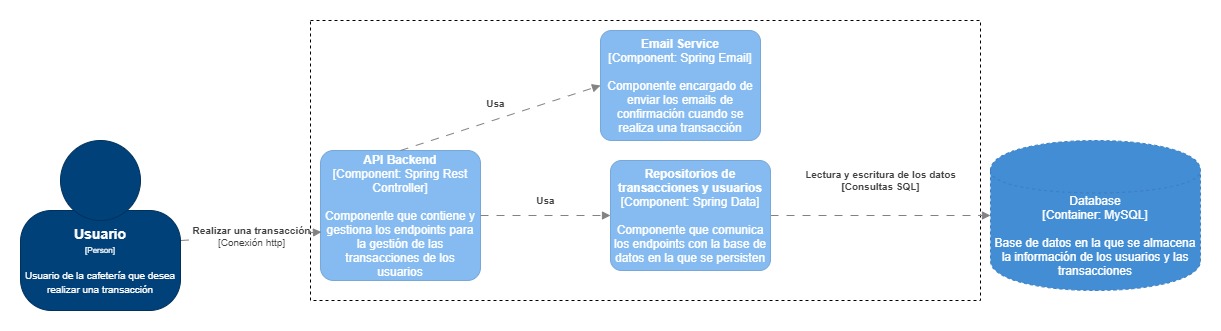 Email Service
[Component: Spring Email]
Componente encargado de
enviar los emails de
confirmación cuando se
realiza una transacción
Usa
Usuario
[Person]
Usuario de la cafetería que desea
realizar una transacción
Realizar una transacción
[Conexión http]
API Backend
[Component: Spring Rest
Controller]
Componente que contiene y
gestiona los endpoints para
la gestión de las
transacciones de los
usuarios
Usa
Repositorios de
transacciones y usuarios
[Component: Spring Data]
Componente que comunica
los endpoints con la base de
datos en la que se persisten
Lectura y escritura de los datos
[Consultas SQL]
Database
[Container: MySQL]
Base de datos en la que se almacena
la información de los usuarios y las
transacciones